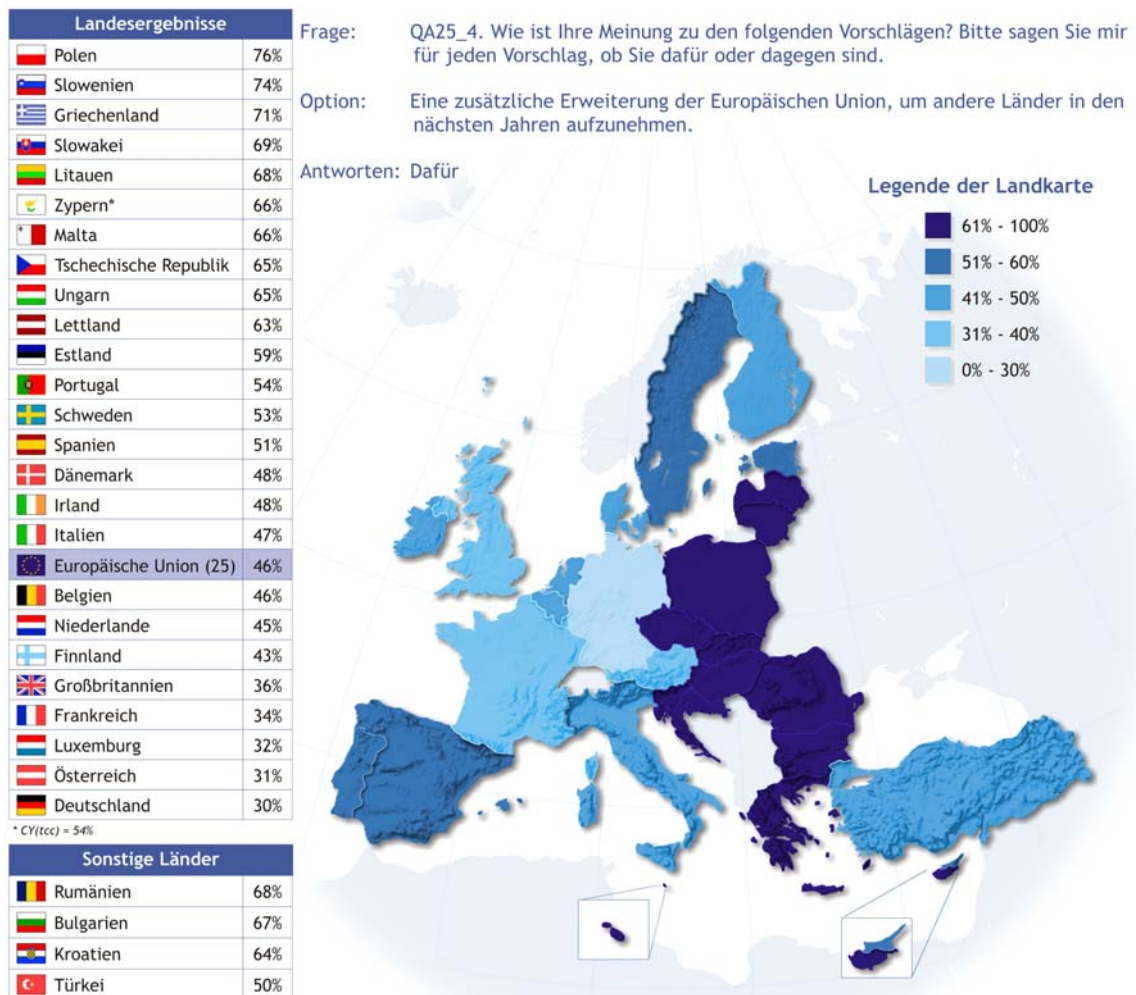 Landesergebnisse
Polen 76%
Slowenien 74%
Griechenland 71%
Slowakei 69%
Litauen 68%
Zypern* 66%
Malta 66%
Tschechische Republik 65%
Ungarn 65%
Lettland 63%
Estland 59%
Portugal 54%
Schweden 53%
Spanien 51%
Dänemark 48%
Irland 48%
Italien 47%
Europäische Union (25) 46%
Belgien 46%
Niederlande 45%
Finnland 43%
Großbritannien 36%
Frankreich 34%
Luxemburg 32%
Österreich 31%
Deutschland 30%
* CY(tcc) = 54%
Sonstige Länder
Rumänien 68%
Bulgarien 67%
Kroatien 64%
Türkei 50%
Frage: QA25_4. Wie ist Ihre Meinung zu den folgenden Vorschlägen? Bitte sagen Sie mir
für jeden Vorschlag, ob Sie dafür oder dagegen sind.
Option: Eine zusätzliche Erweiterung der Europäischen Union, um andere Länder in den
nächsten Jahren aufzunehmen.
Antworten: Dafür
Legende der Landkarte
61% - 100%
51% - 60%
41% - 50%
31% - 40%
0% - 30%